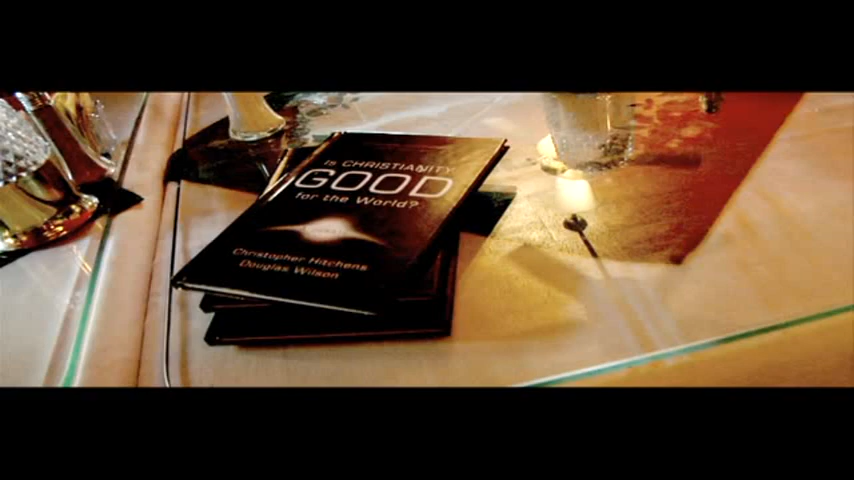 IS CHRISTIANITY
GOOD
for the World?
Christopher Hitchens
Douglas Wilson